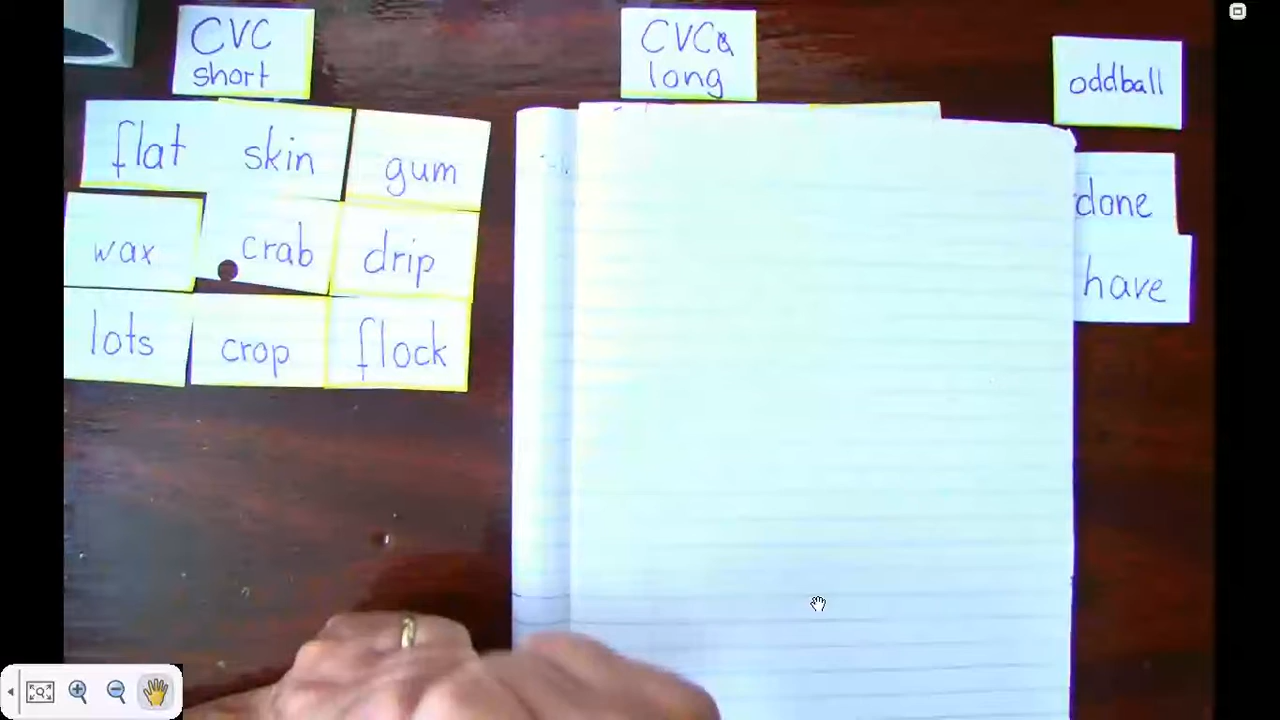 CVC
short
CVCe
long
oddball
flat skin gum
done
wax crab drip
have
lots crop flock